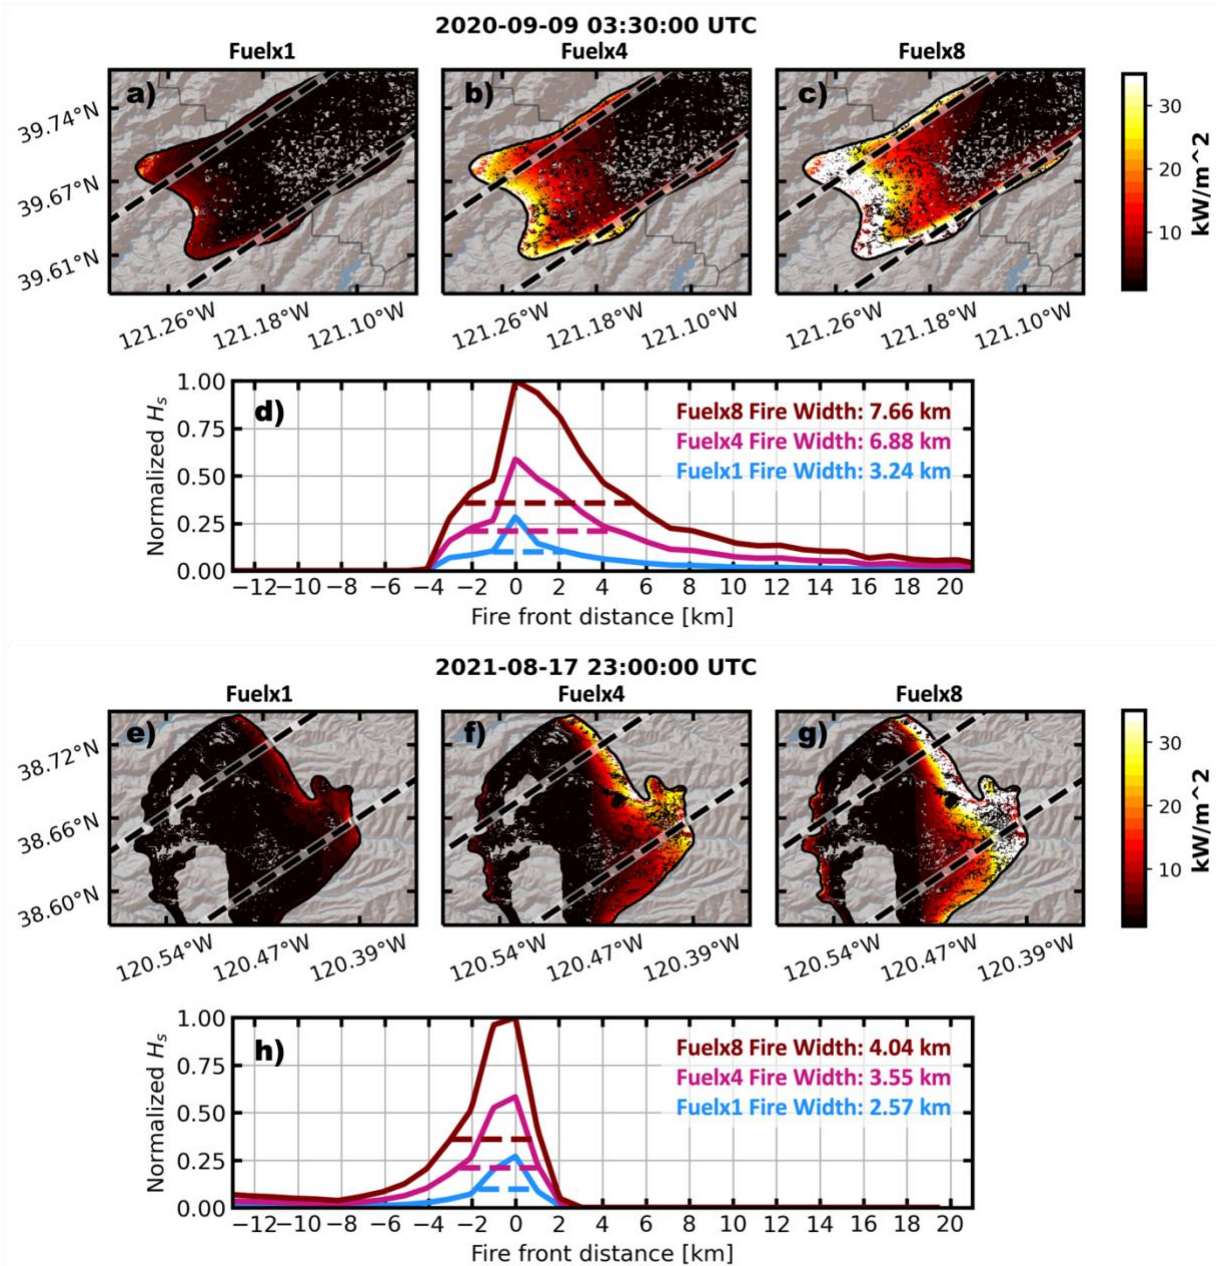 2020-09-09 03:30:00 UTC
Fuelx1 Fuelx4 Fuelx8
a) b) c)
39.74°N
39.67°N
39.61°N
30
20
10
kW/m^2
121.26°W 121.18°W 121.10°W 121.26°W 121.18°W 121.10°W 121.26°W 121.18°W 121.10°W
d)
Normalized Hs
1.00
0.75
0.50
0.25
0.00
Fuelx8 Fire Width: 7.66 km
Fuelx4 Fire Width: 6.88 km
Fuelx1 Fire Width: 3.24 km
−12 −10 −8 −6 −4 −2 0 2 4 6 8 10 12 14 16 18 20
Fire front distance [km]
2021-08-17 23:00:00 UTC
Fuelx1 Fuelx4 Fuelx8
e) f) g)
38.72°N
38.66°N
38.60°N
30
20
10
kW/m^2
120.54°W 120.47°W 120.39°W 120.54°W 120.47°W 120.39°W 120.54°W 120.47°W 120.39°W
h)
Normalized Hs
1.00
0.75
0.50
0.25
0.00
Fuelx8 Fire Width: 4.04 km
Fuelx4 Fire Width: 3.55 km
Fuelx1 Fire Width: 2.57 km
−12 −10 −8 −6 −4 −2 0 2 4 6 8 10 12 14 16 18 20
Fire front distance [km]